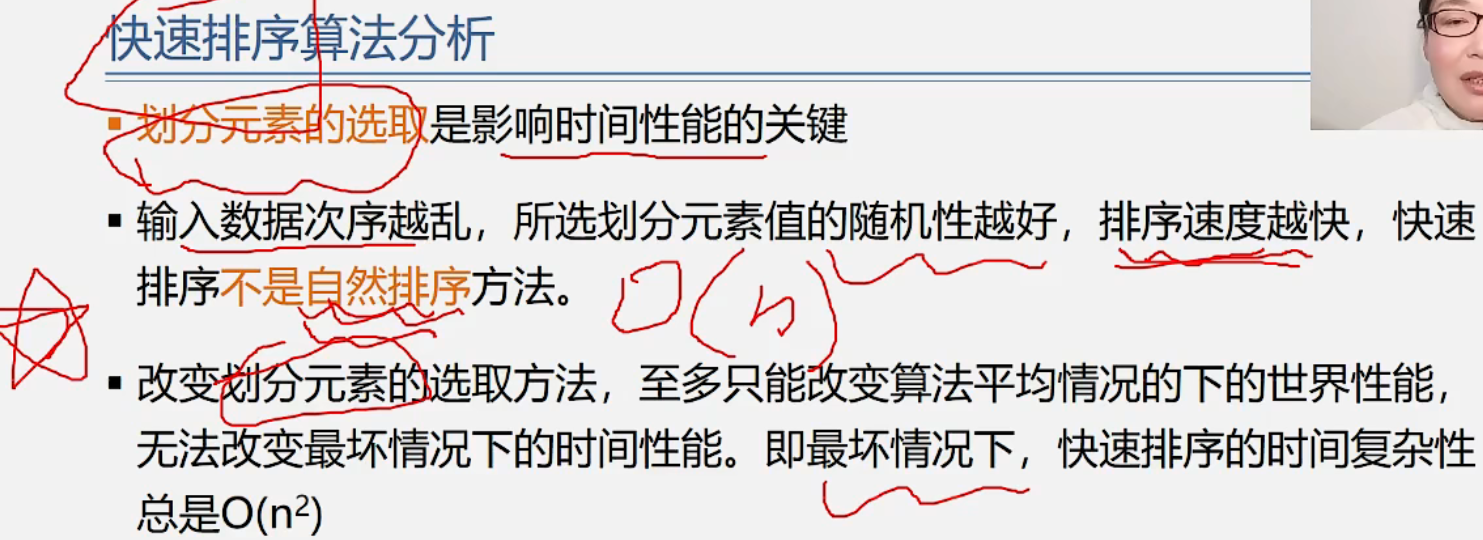 快速排序算法分析
▪ 划分元素的选取是影响时间性能的关键
▪ 输入数据次序越乱，所选划分元素值的随机性越好，排序速度越快，快速
排序不是自然排序方法。 O(n)
▪ 改变划分元素的选取方法，至多只能改变算法平均情况的下的世界性能，
无法改变最坏情况下的时间性能。即最坏情况下，快速排序的时间复杂性
总是O(n²)